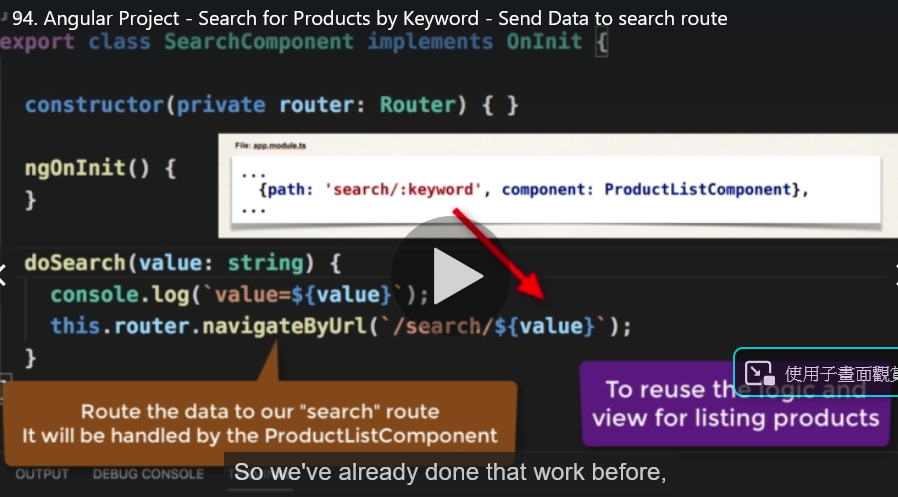 94. Angular Project - Search for Products by Keyword - Send Data to search route
export class SearchComponent implements OnInit {
constructor(private router: Router) { }
File: app.module.ts
ngOnInit() {
...
{path: 'search/:keyword', component: ProductListComponent},
}
...
doSearch(value: string) {
console.log(`value=${value}`);
this.router.navigateByUrl(`/search/${value}`);
}
使用子畫面觀賞
To reuse the logic and
view for listing products
Route the data to our "search" route
It will be handled by the ProductListComponent
OUTPUT DEBUG CONSOLE
So we've already done that work before,